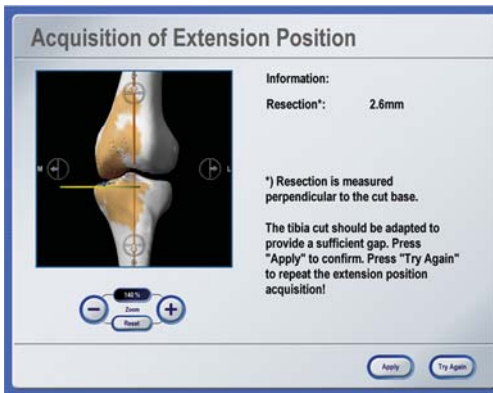 Acquisition of Extension Position
Information:
Resection*: 2.6mm
M
L
*) Resection is measured
perpendicular to the cut base.
The tibia cut should be adapted to
provide a sufficient gap. Press
"Apply" to confirm. Press "Try Again"
to repeat the extension position
acquisition!
140 %
Zoom
Reset
Apply
Try Again